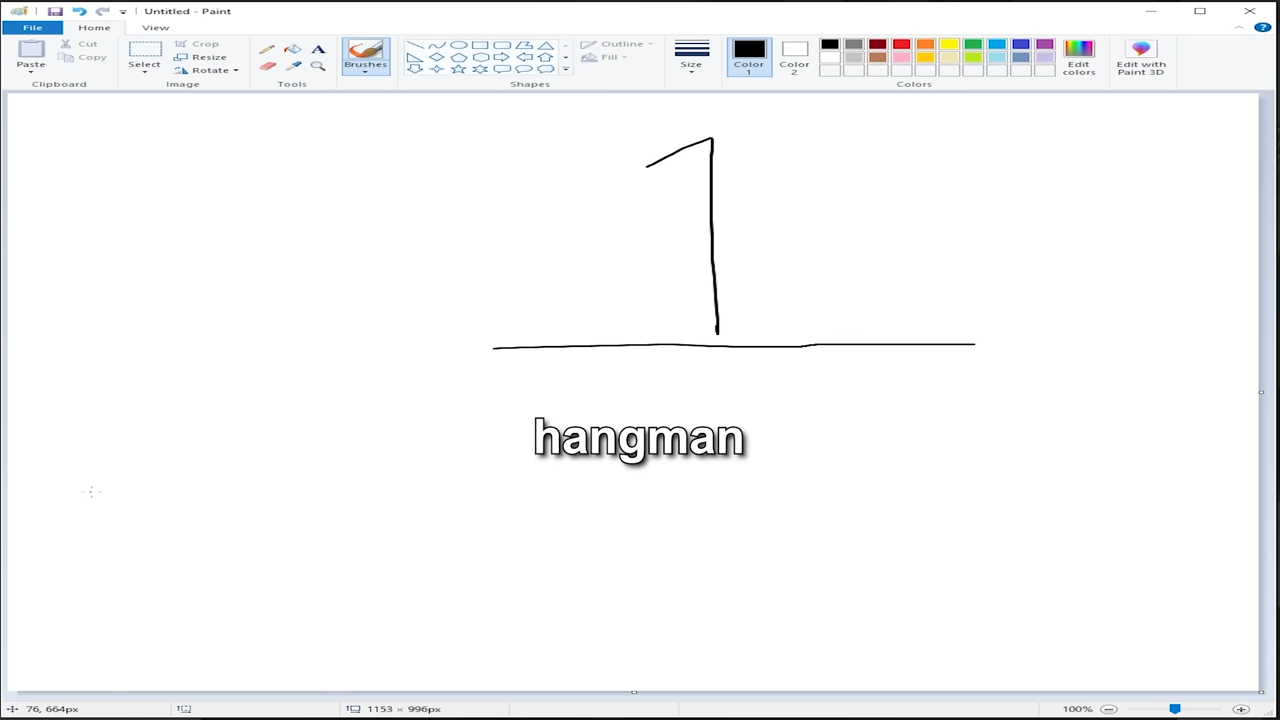 Untitled - Paint
File Home View
Paste
Cut
Copy
Clipboard
Select
Crop
Resize
Rotate
Image
Tools
Brushes
Shapes
Outline
Fill
Size
Color 1
Color 2
Colors
Edit colors
Edit with Paint 3D
1
hangman
76, 664px
1153 × 996px
100%